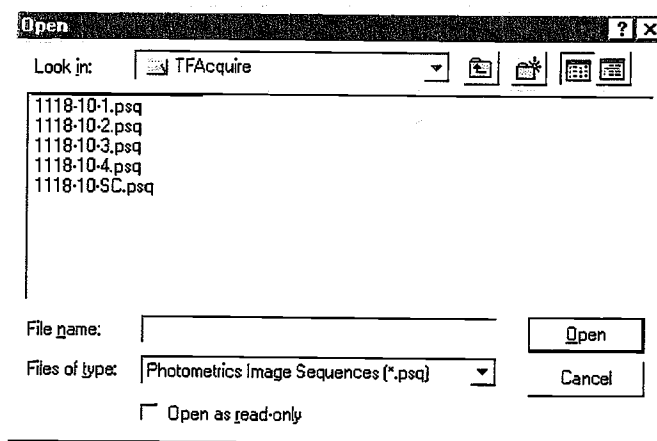 Open
Look in: TFAcquire
1118-10-1.psq
1118-10-2.psq
1118-10-3.psq
1118-10-4.psq
1118-10-SC.psq
File name: Open
Files of type: Photometrics Image Sequences (*.psq) Cancel
Open as read-only